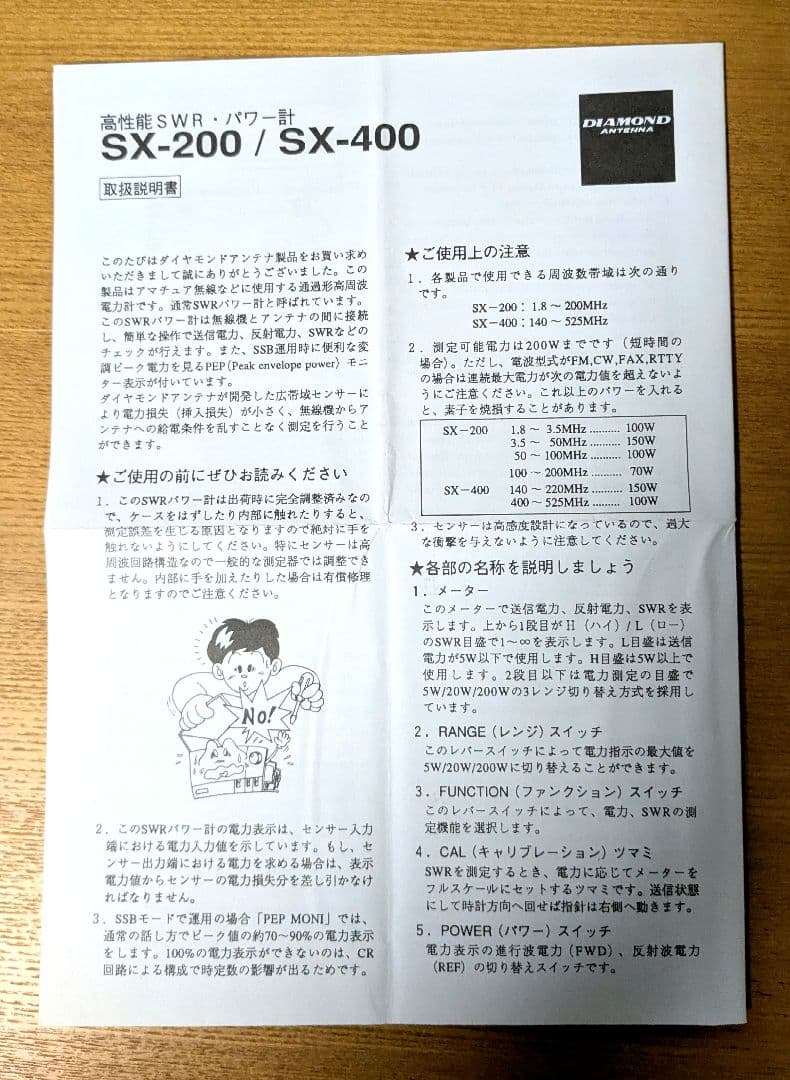 高性能SWR・パワー計
SX-200 / SX-400
取扱説明書
DIAMOND
ANTENNA
このたびはダイヤモンドアンテナ製品をお買い求め
いただきまして誠にありがとうございました。この
製品はアマチュア無線などに使用する通過形高周波
電力計です。通常SWRパワー計と呼ばれています。
このSWRパワー計は無線機とアンテナの間に接続
し、簡単な操作で送信電力、反射電力、SWRなどの
チェックが行えます。また、SSB運用時に便利な変
調ピーク電力を見るPEP(Peak envelope power) モニ
ター表示が付いています。
ダイヤモンドアンテナが開発した広帯域センサーに
より電力損失（挿入損失）が小さく、無線機からア
ンテナへの給電条件を乱すことなく測定を行うこと
ができます。
★ご使用の前にぜひお読みください
1．このSWRパワー計は出荷時に完全調整済みなの
で、ケースをはずしたり内部に触れたりすると、
測定誤差を生じる原因となりますので絶対に手を
触れないようにしてください。特にセンサーは高
周波回路構造なので一般的な測定器では調整でき
ません。内部に手を加えたりした場合は有償修理
となりますのでご注意ください。
NO!
2．このSWRパワー計の電力表示は、センサー入力
端における電力入力値を示しています。もし、セ
ンサー出力端における電力を求める場合は、表示
電力値からセンサーの電力損失分を差し引かなけ
ればなりません。
3．SSBモードで運用の場合「PEP MONI」では、
通常の話し方でピーク値の約70～90%の電力表示
をします。100%の電力表示ができないのは、CR
回路による構成で時定数の影響が出るためです。
★ご使用上の注意
1．各製品で使用できる周波数帯域は次の通り
です。
SX－200：1.8 ～ 200MHz
SX－400：140 ～ 525MHz
2．測定可能電力は200Wまでです（短時間の
場合）。ただし、電波型式がFM,CW,FAX,RTTY
の場合は連続最大電力が次の電力値を超えないよ
うにご注意ください。これ以上のパワーを入れる
と、素子を焼損することがあります。
SX－200 1.8 ～ 3.5MHz .......... 100W
3.5 ～ 50MHz .......... 150W
50 ～ 100MHz .......... 100W
100 ～ 200MHz .......... 70W
SX－400 140 ～ 220MHz .......... 150W
400 ～ 525MHz .......... 100W
3．センサーは高感度設計になっているので、過大
な衝撃を与えないように注意してください。
★各部の名称を説明しましょう
1．メーター
このメーターで送信電力、反射電力、SWRを表
示します。上から1段目がH（ハイ）/ L（ロー）
のSWR目盛で1～∞を表示します。L目盛は送信
電力が5W以下で使用します。H目盛は5W以上で
使用します。2段目以下は電力測定の目盛で
5W/20W/200Wの3レンジ切り替え方式を採用し
ています。
2．RANGE（レンジ）スイッチ
このレバースイッチによって電力指示の最大値を
5W/20W/200Wに切り替えることができます。
3．FUNCTION（ファンクション）スイッチ
このレバースイッチによって、電力、SWRの測
定機能を選択します。
4．CAL（キャリブレーション）ツマミ
SWRを測定するとき、電力に応じてメーターを
フルスケールにセットするツマミです。送信状態
にして時計方向へ回せば指針は右側へ動きます。
5．POWER（パワー）スイッチ
電力表示の進行波電力（FWD）、反射波電力
（REF）の切り替えスイッチです。